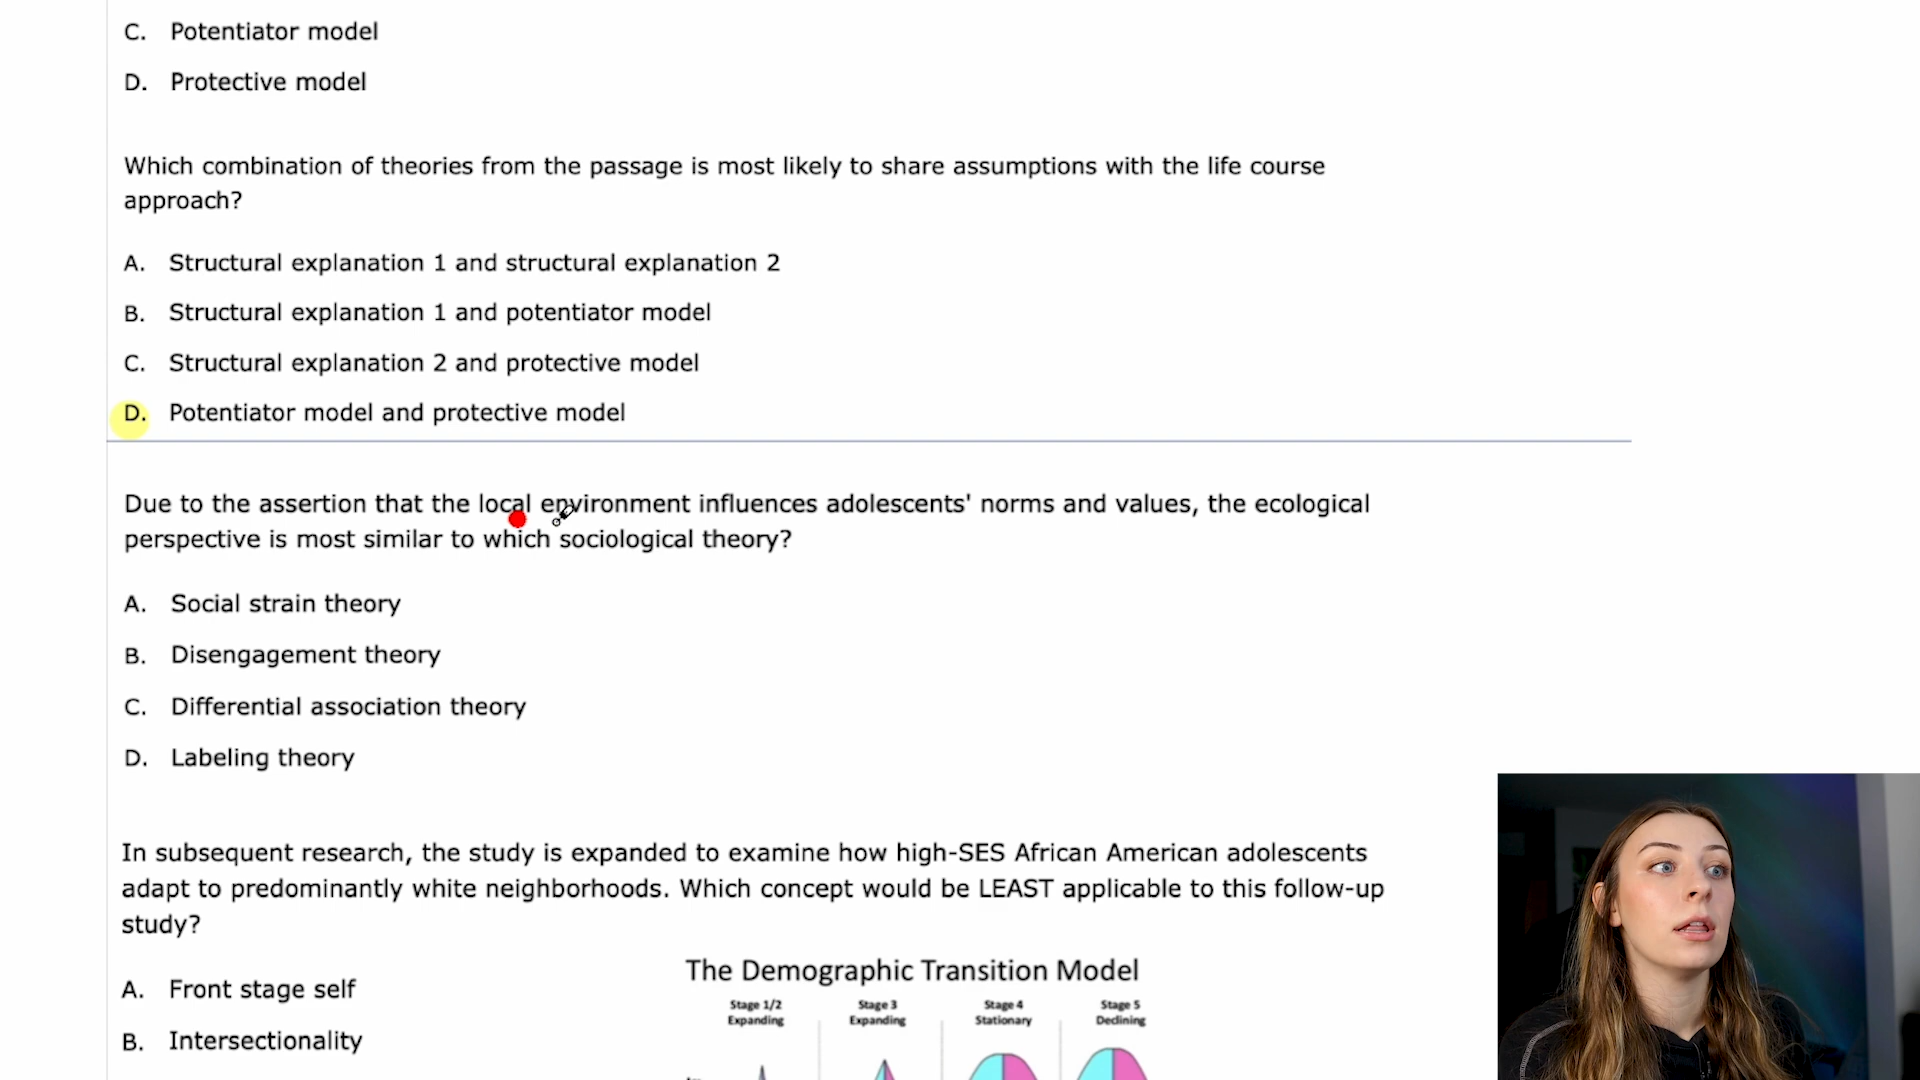 C. Potentiator model
D. Protective model
Which combination of theories from the passage is most likely to share assumptions with the life course
approach?
A. Structural explanation 1 and structural explanation 2
B. Structural explanation 1 and potentiator model
C. Structural explanation 2 and protective model
D. Potentiator model and protective model
Due to the assertion that the local environment influences adolescents' norms and values, the ecological
perspective is most similar to which sociological theory?
A. Social strain theory
B. Disengagement theory
C. Differential association theory
D. Labeling theory
In subsequent research, the study is expanded to examine how high-SES African American adolescents
adapt to predominantly white neighborhoods. Which concept would be LEAST applicable to this follow-up
study?
A. Front stage self
B. Intersectionality
The Demographic Transition Model
Stage 1/2 Stage 3 Stage 4 Stage 5
Expanding Expanding Stationary Declining